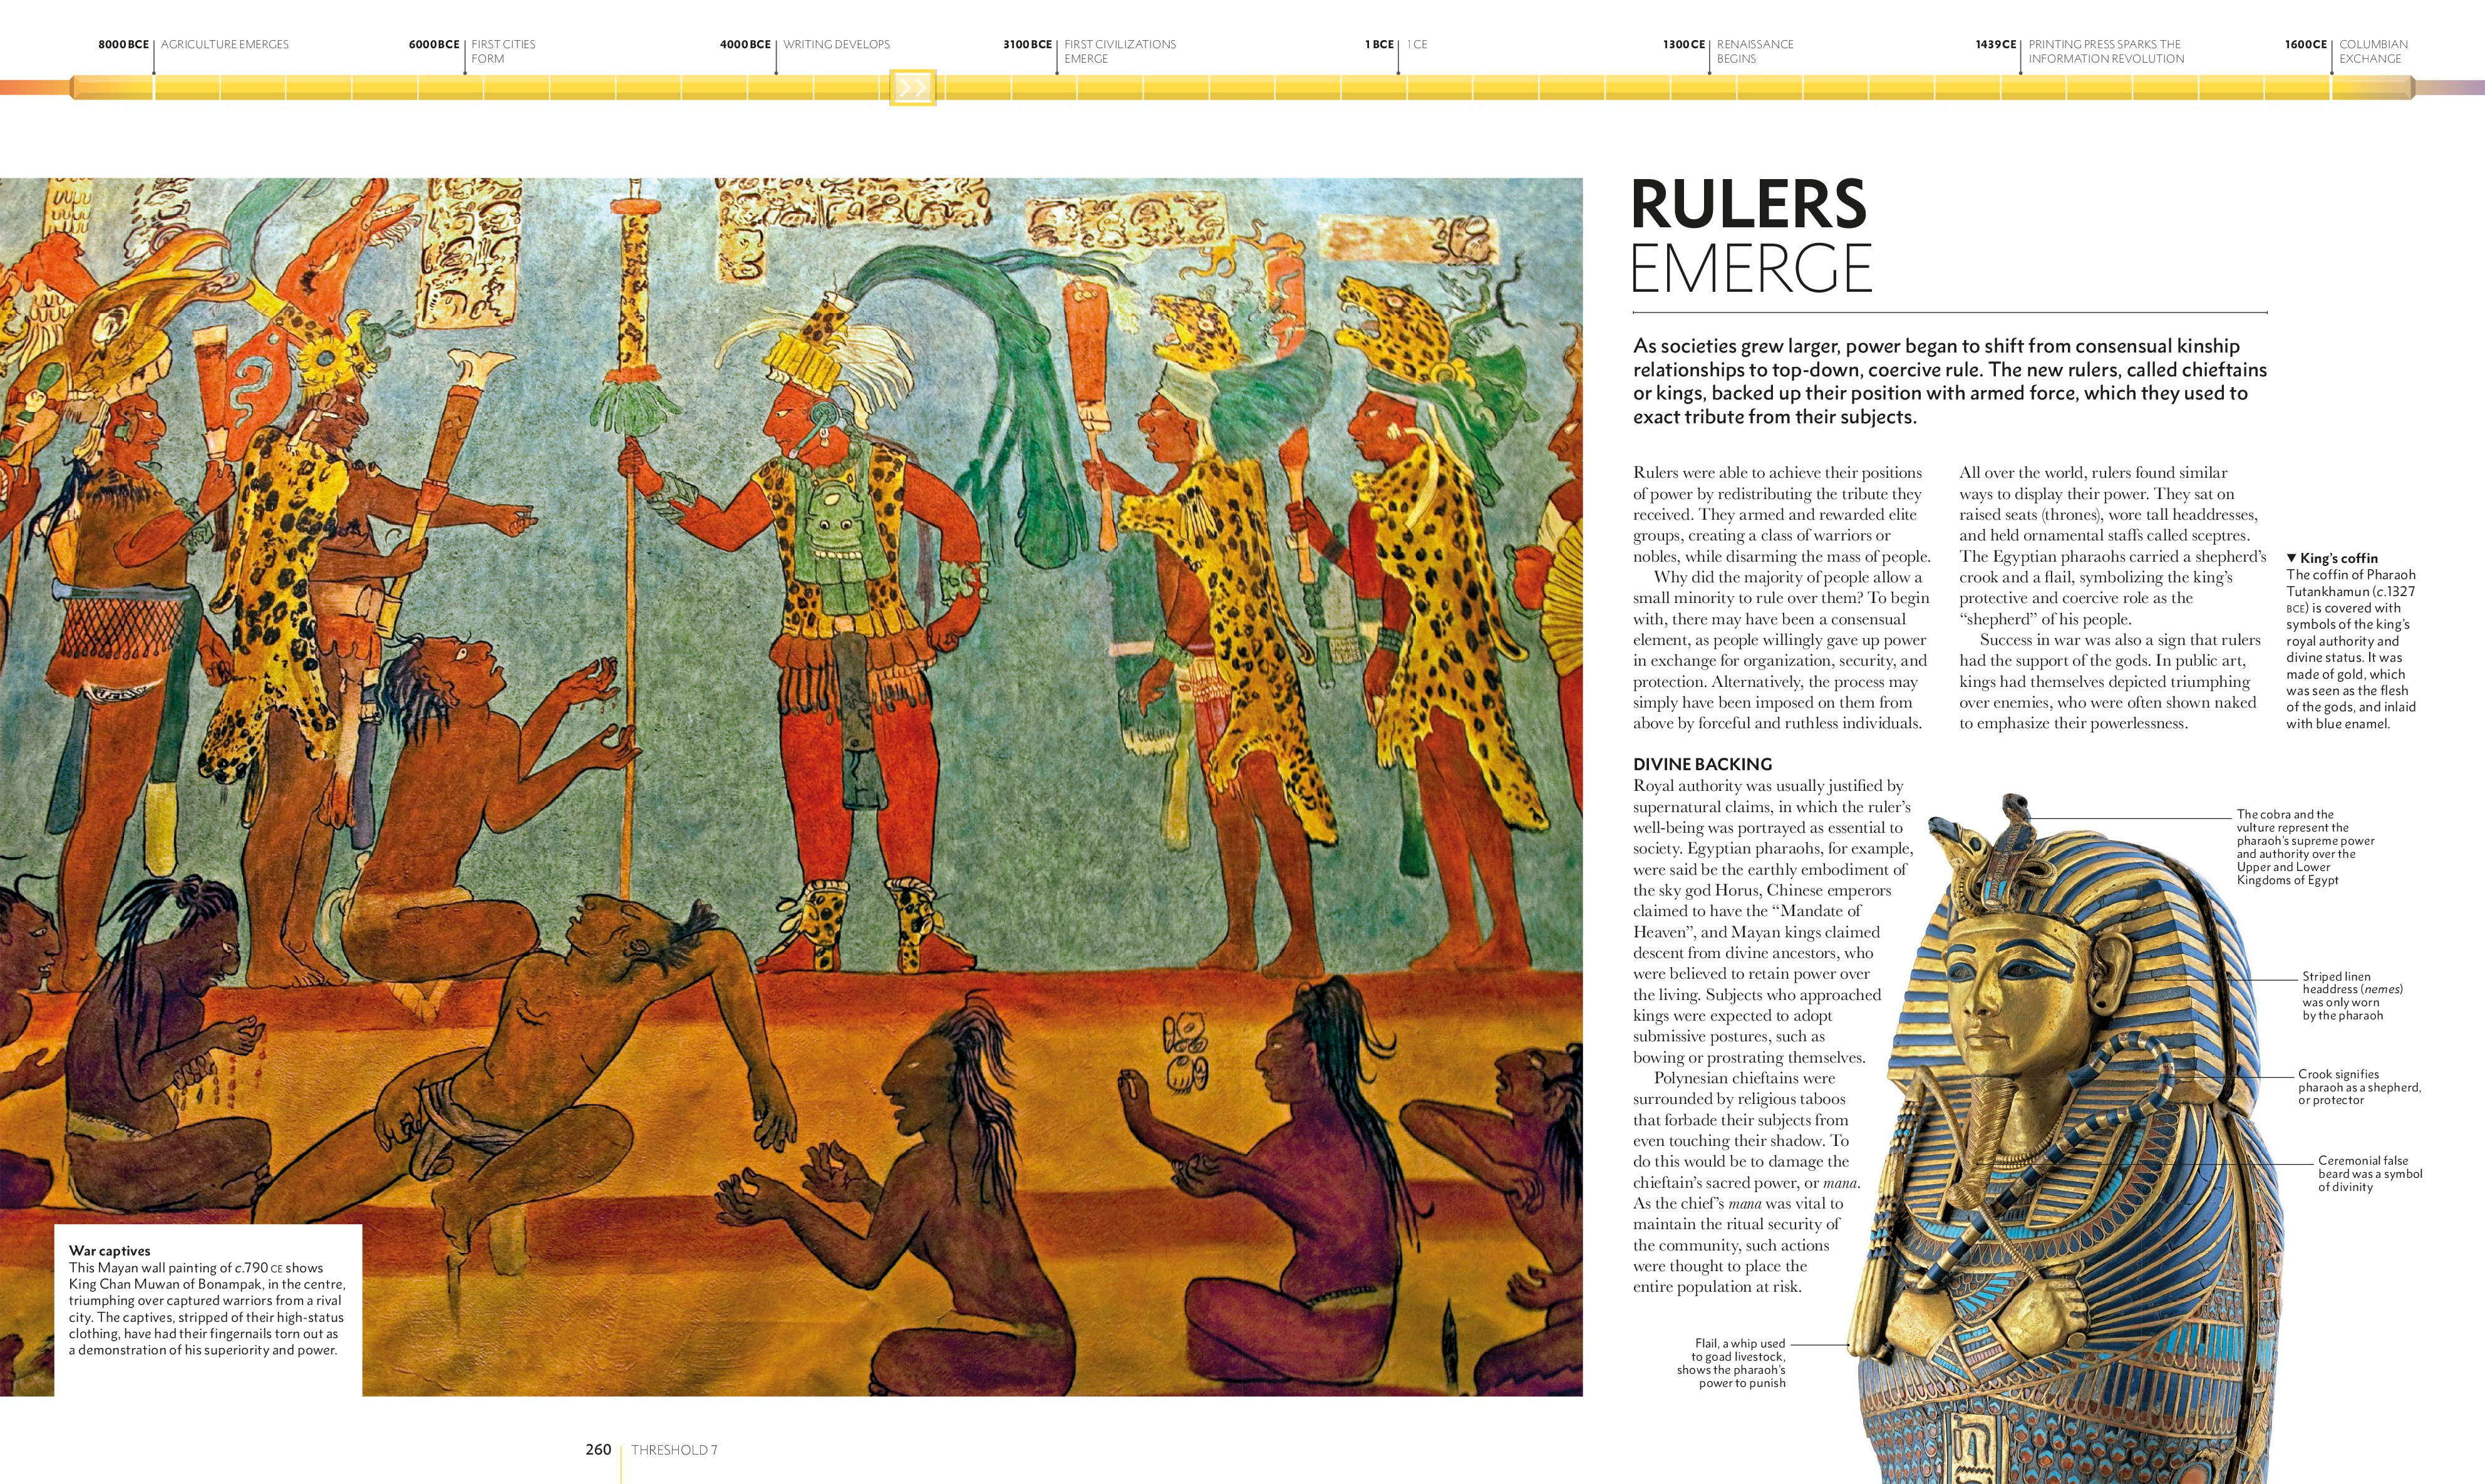 8000 BCE
AGRICULTURE EMERGES
6000 BCE
FIRST CITIES
FORM
4000 BCE
WRITING DEVELOPS
3100 BCE
FIRST CIVILIZATIONS
EMERGE
1 BCE
1 CE
1300 CE
RENAISSANCE
BEGINS
1439 CE
PRINTING PRESS SPARKS THE
INFORMATION REVOLUTION
1600 CE
COLUMBIAN
EXCHANGE
War captives
This Mayan wall painting of c.790 CE shows
King Chan Muwan of Bonampak, in the centre,
triumphing over captured warriors from a rival
city. The captives, stripped of their high-status
clothing, have had their fingernails torn out as
a demonstration of his superiority and power.
260
THRESHOLD 7
RULERS
EMERGE
As societies grew larger, power began to shift from consensual kinship
relationships to top-down, coercive rule. The new rulers, called chieftains
or kings, backed up their position with armed force, which they used to
exact tribute from their subjects.
Rulers were able to achieve their positions
of power by redistributing the tribute they
received. They armed and rewarded elite
groups, creating a class of warriors or
nobles, while disarming the mass of people.
Why did the majority of people allow a
small minority to rule over them? To begin
with, there may have been a consensual
element, as people willingly gave up power
in exchange for organization, security, and
protection. Alternatively, the process may
simply have been imposed on them from
above by forceful and ruthless individuals.
DIVINE BACKING
Royal authority was usually justified by
supernatural claims, in which the ruler's
well-being was portrayed as essential to
society. Egyptian pharaohs, for example,
were said be the earthly embodiment of
the sky god Horus, Chinese emperors
claimed to have the "Mandate of
Heaven", and Mayan kings claimed
descent from divine ancestors, who
were believed to retain power over
the living. Subjects who approached
kings were expected to adopt
submissive postures, such as
bowing or prostrating themselves.
Polynesian chieftains were
surrounded by religious taboos
that forbade their subjects from
even touching their shadow. To
do this would be to damage the
chieftain's sacred power, or mana.
As the chief's mana was vital to
maintain the ritual security of
the community, such actions
were thought to place the
entire population at risk.
All over the world, rulers found similar
ways to display their power. They sat on
raised seats (thrones), wore tall headdresses,
and held ornamental staffs called sceptres.
The Egyptian pharaohs carried a shepherd's
crook and a flail, symbolizing the king's
protective and coercive role as the
"shepherd" of his people.
Success in war was also a sign that rulers
had the support of the gods. In public art,
kings had themselves depicted triumphing
over enemies, who were often shown naked
to emphasize their powerlessness.
▼ King's coffin
The coffin of Pharaoh
Tutankhamun (c.1327
BCE) is covered with
symbols of the king's
royal authority and
divine status. It was
made of gold, which
was seen as the flesh
of the gods, and inlaid
with blue enamel.
The cobra and the
vulture represent the
pharaoh's supreme power
and authority over the
Upper and Lower
Kingdoms of Egypt
Striped linen
headdress (nemes)
was only worn
by the pharaoh
Crook signifies
pharaoh as a shepherd,
or protector
Ceremonial false
beard was a symbol
of divinity
Flail, a whip used
to goad livestock,
shows the pharaoh's
power to punish